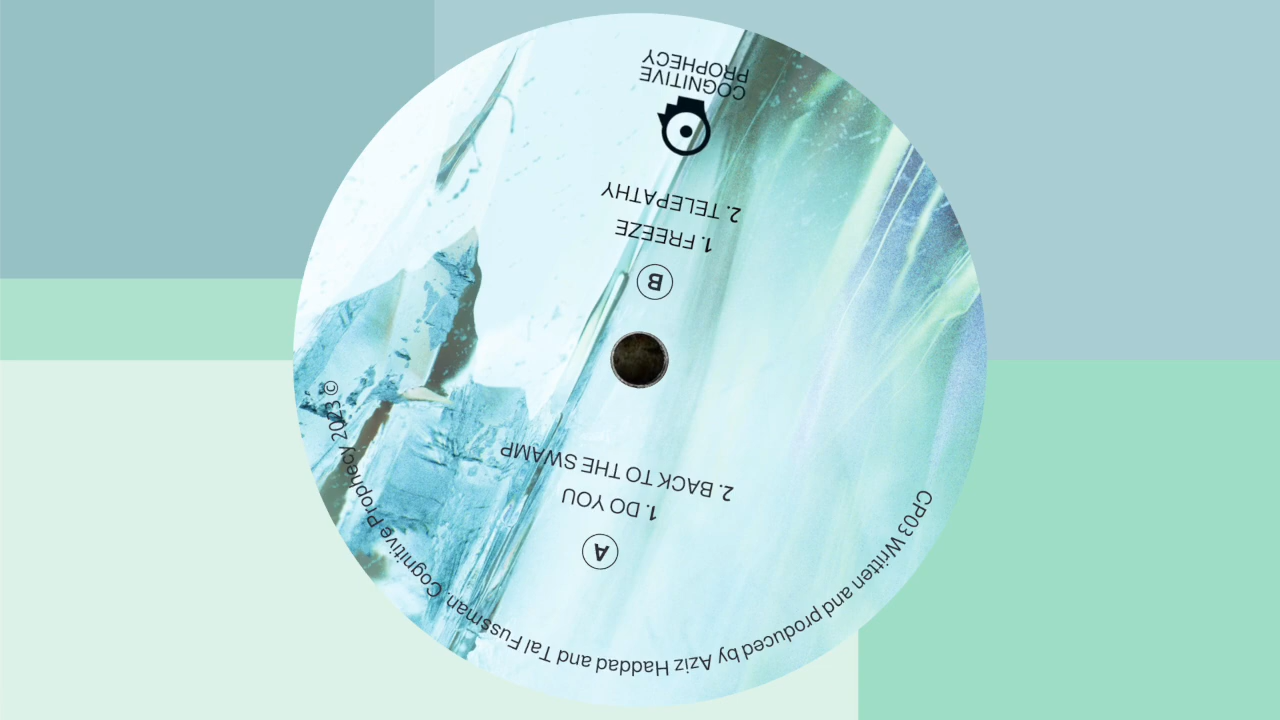 CP03 Written and produced by Aziz Haddad and Tal Fussman. Cognitive Prophecy 2023 ©
A
1. DO YOU
2. BACK TO THE SWAMP
B
1. FREEZE
2. TELEPATHY
COGNITIVE
PROPHECY